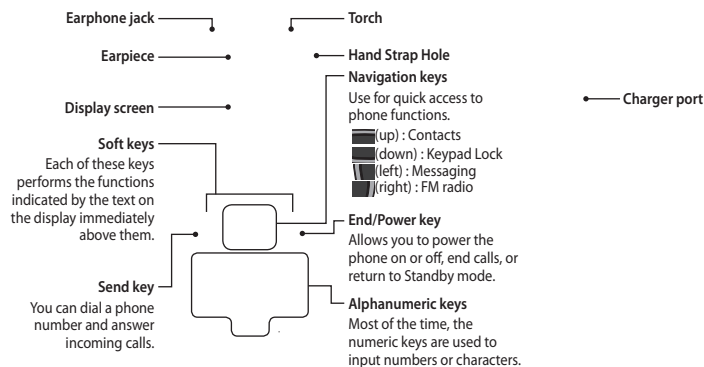 Earphone jack
Earpiece
Display screen
Soft keys
Each of these keys
performs the functions
indicated by the text on
the display immediately
above them.
Send key
You can dial a phone
number and answer
incoming calls.
Torch
Hand Strap Hole
Navigation keys
Use for quick access to
phone functions.
(up) : Contacts
(down) : Keypad Lock
(left) : Messaging
(right) : FM radio
End/Power key
Allows you to power the
phone on or off, end calls, or
return to Standby mode.
Alphanumeric keys
Most of the time, the
numeric keys are used to
input numbers or characters.
Charger port